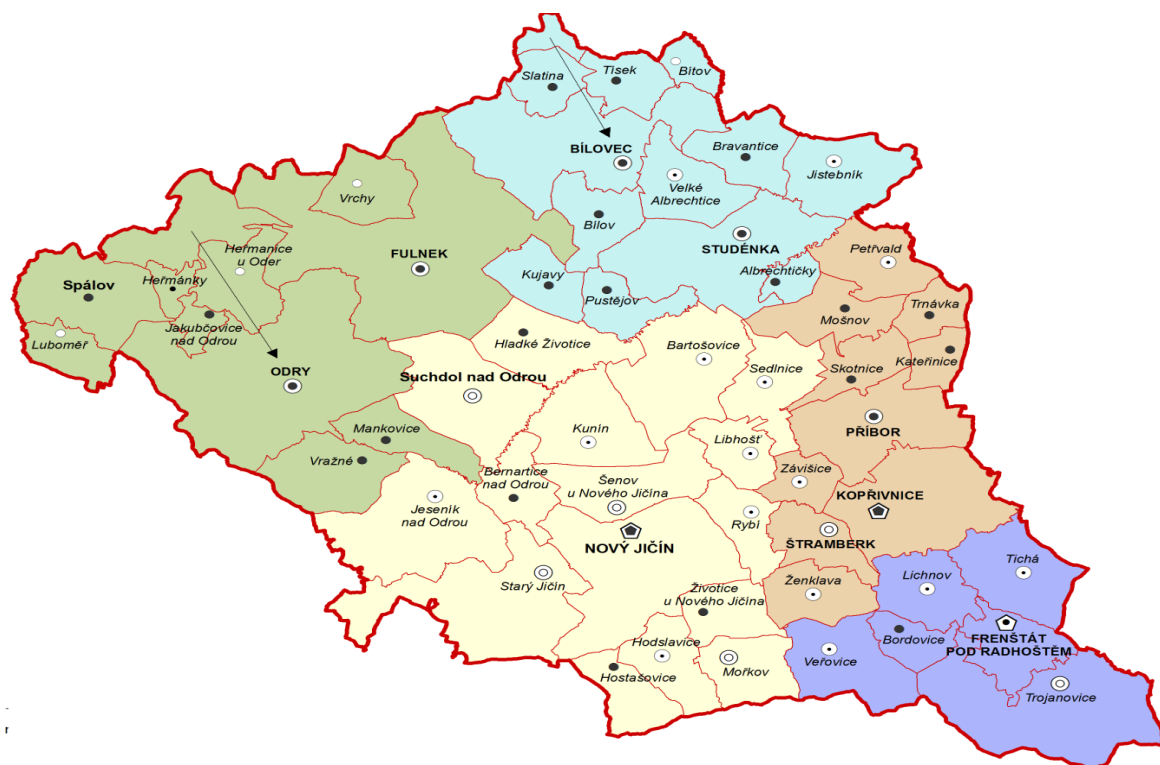 Slatina
Tísek
Bítov
BÍLOVEC
Bravantice
Jistebník
Velké
Albrechtice
Vrchy
Bílov
STUDÉNKA
Petřvald
Heřmanice
u Oder
FULNEK
Albrechtičky
Kujavy
Pustějov
Spálov
Heřmánky
Trnávka
Mošnov
Jakubčovice
nad Odrou
Luboměř
Hladké Životice
Bartošovice
Kateřinice
Sedlnice
Skotnice
ODRY
Suchdol nad Odrou
Mankovice
Kunín
Libhošť
PŘÍBOR
Vražné
Bernartice
nad Odrou
Závišice
Šenov
u Nového Jičína
KOPŘIVNICE
Jeseník
nad Odrou
Rybí
NOVÝ JIČÍN
ŠTRAMBERK
Tichá
Starý Jičín
Životice
u Nového Jičína
Ženklava
Lichnov
Hodslavice
Bordovice
FRENŠTÁT
POD RADHOŠTĚM
Hostašovice
Mořkov
Veřovice
Trojanovice